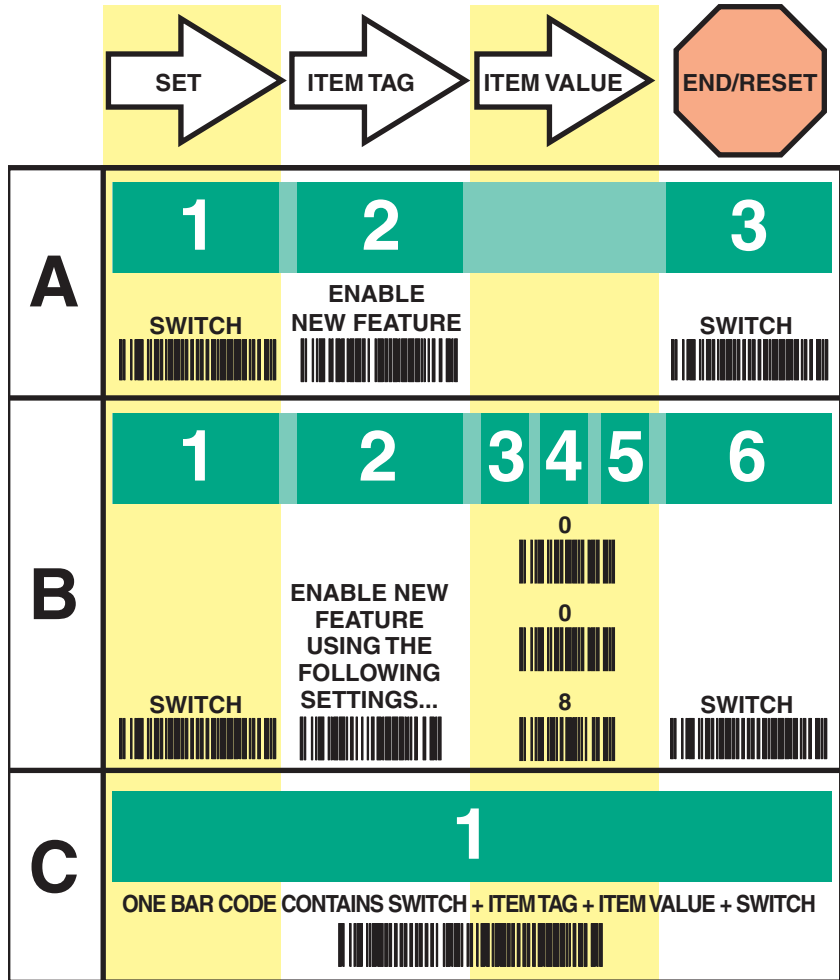 SET
ITEM TAG
ITEM VALUE
END/RESET
A
1
2
3
SWITCH
ENABLE
NEW FEATURE
SWITCH
B
1
2
3
4
5
6
SWITCH
ENABLE NEW
FEATURE
USING THE
FOLLOWING
SETTINGS...
0
0
8
SWITCH
C
1
ONE BAR CODE CONTAINS SWITCH + ITEM TAG + ITEM VALUE + SWITCH